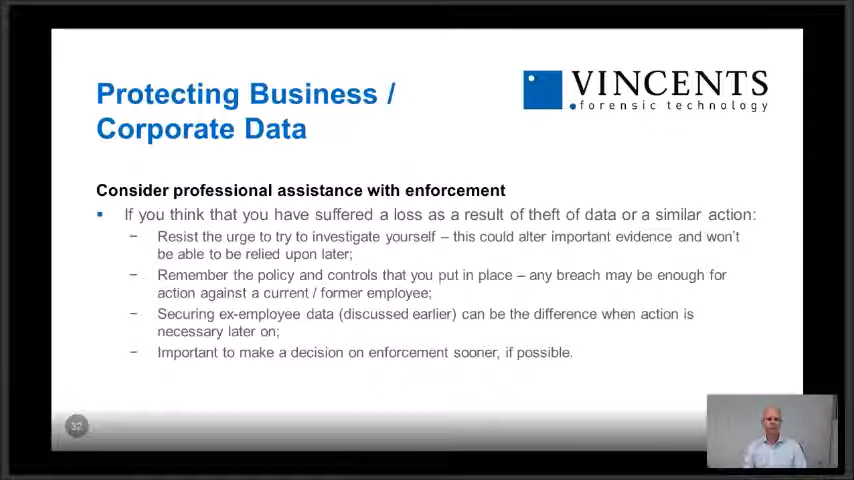 Protecting Business /
Corporate Data
VINCENTS
forensic technology
Consider professional assistance with enforcement
▪ If you think that you have suffered a loss as a result of theft of data or a similar action:
− Resist the urge to try to investigate yourself – this could alter important evidence and won't
be able to be relied upon later;
− Remember the policy and controls that you put in place – any breach may be enough for
action against a current / former employee;
− Securing ex-employee data (discussed earlier) can be the difference when action is
necessary later on;
− Important to make a decision on enforcement sooner, if possible.
32